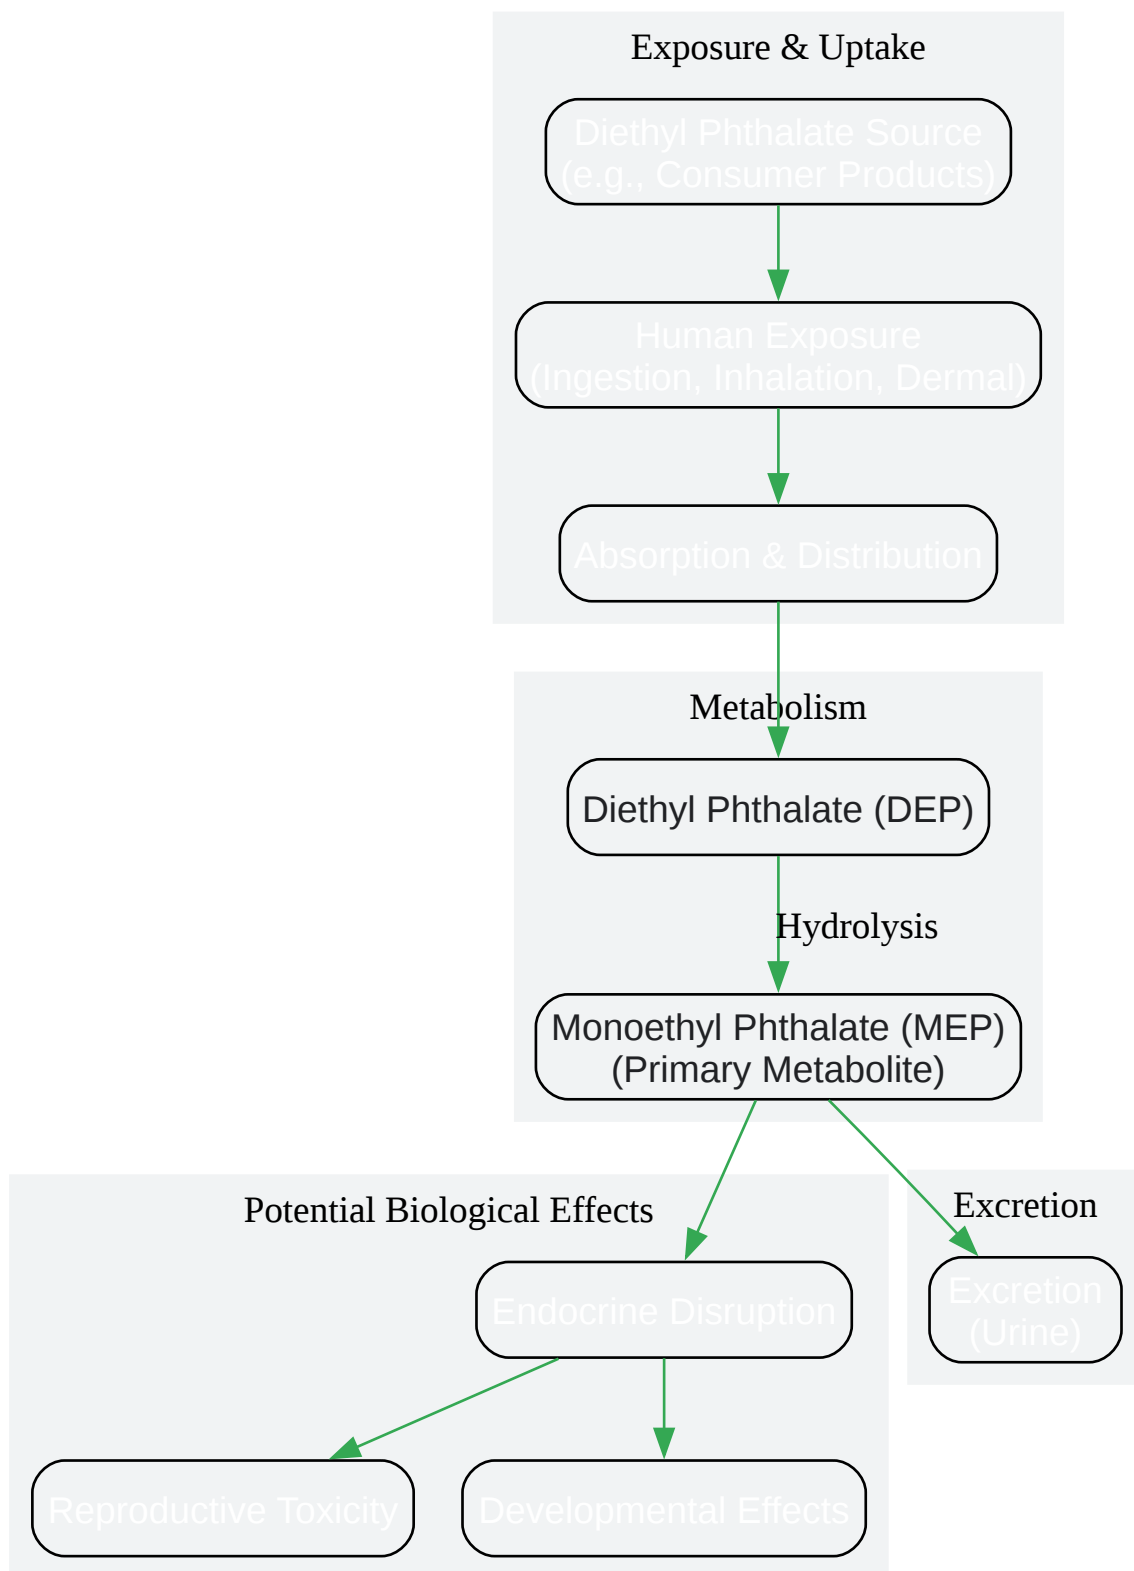 Exposure & Uptake
Diethyl Phthalate Source
(e.g., Consumer Products)
Human Exposure
(Ingestion, Inhalation, Dermal)
Absorption & Distribution
Metabolism
Diethyl Phthalate (DEP)
Hydrolysis
Monoethyl Phthalate (MEP)
(Primary Metabolite)
Potential Biological Effects
Excretion
Endocrine Disruption
Excretion
(Urine)
Reproductive Toxicity
Developmental Effects